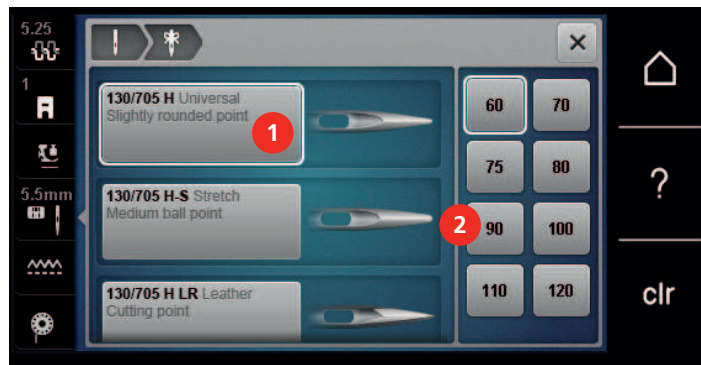 5.25
1
5.5mm
130/705 H Universal
Slightly rounded point
1
130/705 H-S Stretch
Medium ball point
130/705 H LR Leather
Cutting point
60
70
75
80
2
90
100
110
120
?
clr